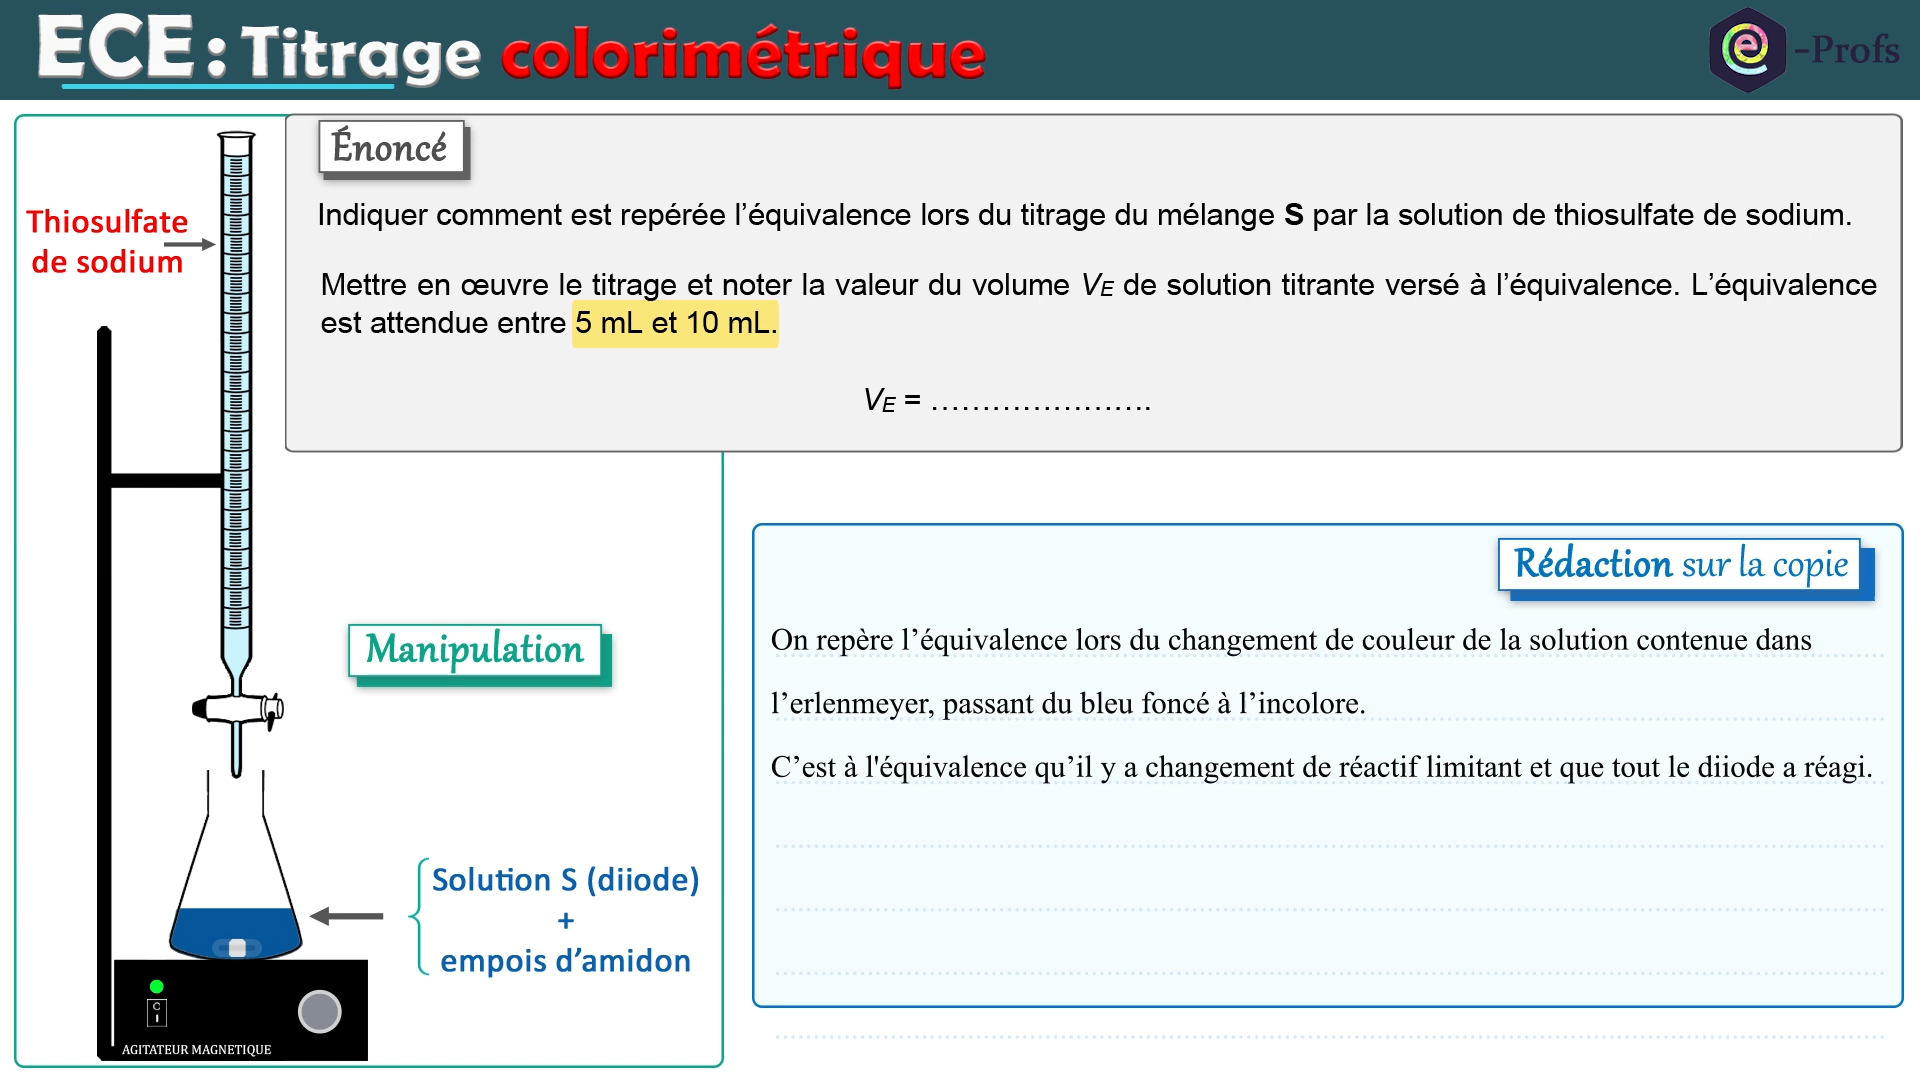 ECE : Titrage colorimétrique
e -Profs
Énoncé
Indiquer comment est repérée l’équivalence lors du titrage du mélange S par la solution de thiosulfate de sodium.
Mettre en œuvre le titrage et noter la valeur du volume VE de solution titrante versé à l’équivalence. L’équivalence
est attendue entre 5 mL et 10 mL.
VE = ......................
Thiosulfate
de sodium
Manipulation
Solution S (diiode)
+
empois d’amidon
O
I
AGITATEUR MAGNETIQUE
Rédaction sur la copie
On repère l’équivalence lors du changement de couleur de la solution contenue dans
l’erlenmeyer, passant du bleu foncé à l’incolore.
C’est à l'équivalence qu’il y a changement de réactif limitant et que tout le diiode a réagi.